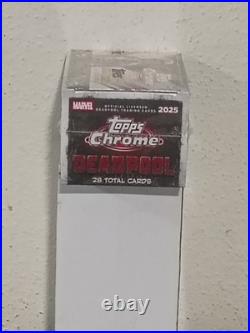 MARVEL
OFFICIAL LICENSED
DEADPOOL TRADING CARDS
2025
Topps
Chrome
DEADPOOL
28 TOTAL CARDS